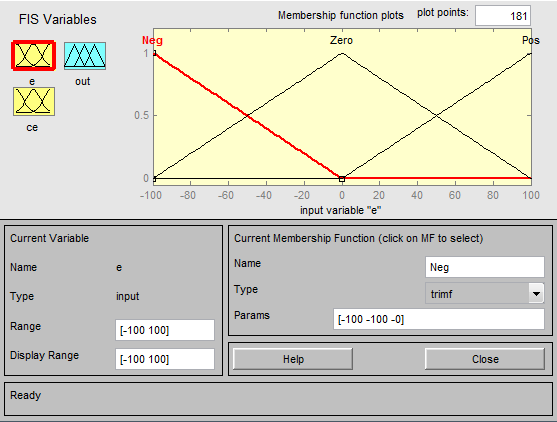 FIS Variables
Membership function plots plot points: 181
e
out
ce
Neg Zero Pos
1
0.5
0
-100 -80 -60 -40 -20 0 20 40 60 80 100
input variable "e"
Current Variable
Name e
Type input
Range [-100 100]
Display Range [-100 100]
Current Membership Function (click on MF to select)
Name Neg
Type trimf
Params [-100 -100 -0]
Help Close
Ready